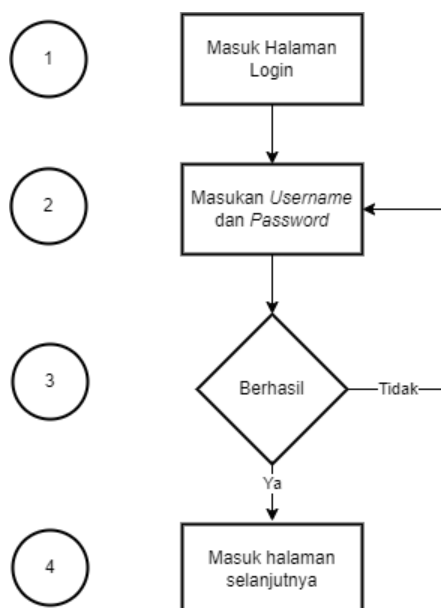 1
Masuk Halaman
Login
2
Masukan Username
dan Password
3
Berhasil
Tidak
Ya
4
Masuk halaman
selanjutnya